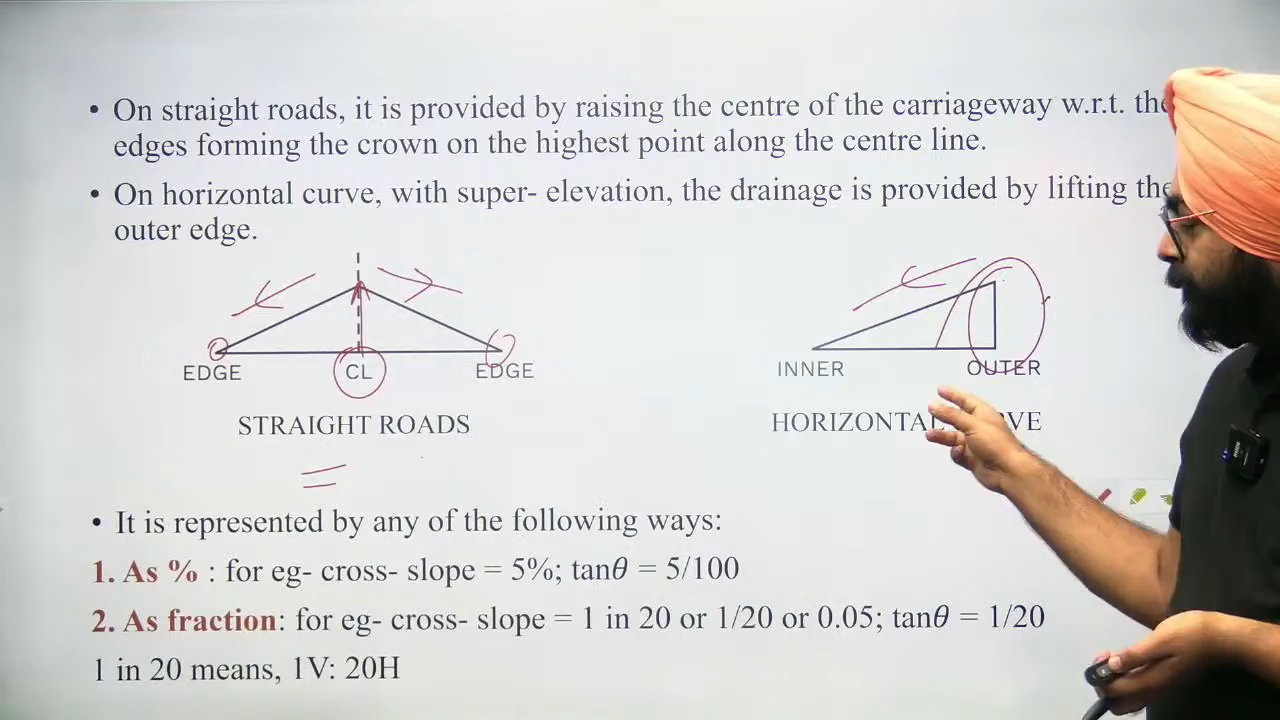 • On straight roads, it is provided by raising the centre of the carriageway w.r.t. the
edges forming the crown on the highest point along the centre line.
• On horizontal curve, with super- elevation, the drainage is provided by lifting the
outer edge.
EDGE CL EDGE
INNER OUTER
STRAIGHT ROADS
HORIZONTAL CURVE
• It is represented by any of the following ways:
1. As % : for eg- cross- slope = 5%; tanθ = 5/100
2. As fraction: for eg- cross- slope = 1 in 20 or 1/20 or 0.05; tanθ = 1/20
1 in 20 means, 1V: 20H